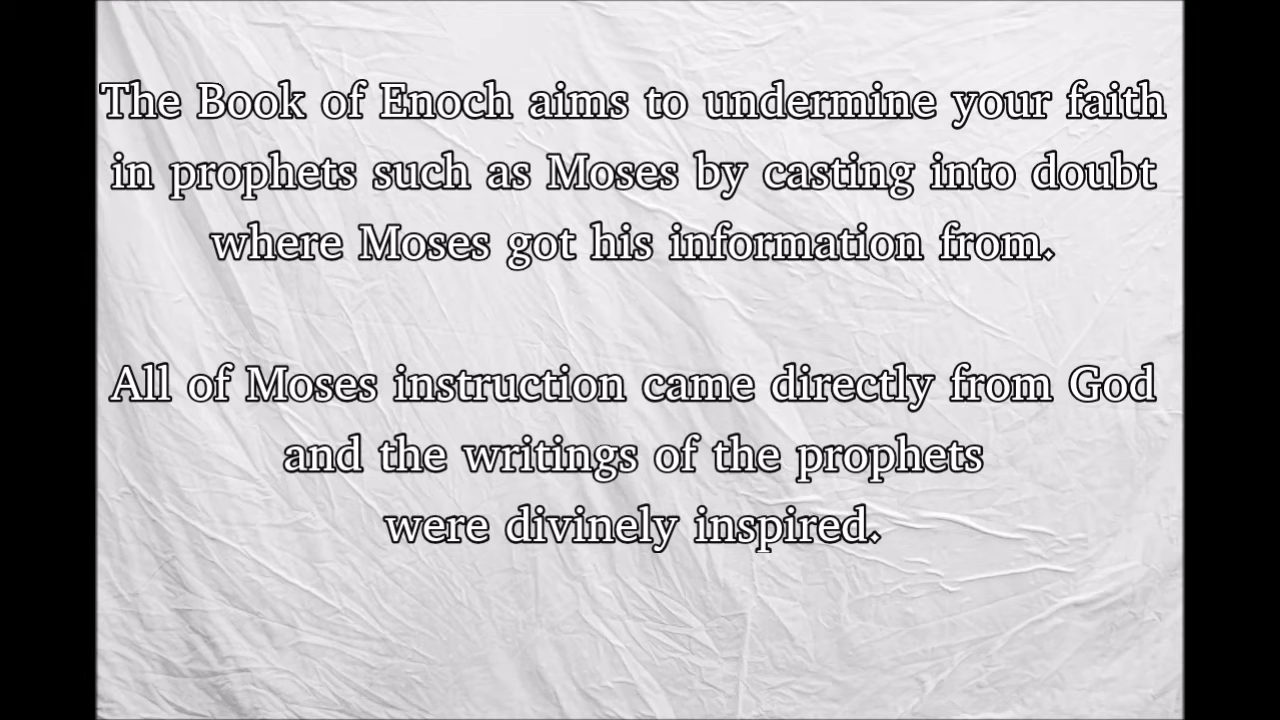 The Book of Enoch aims to undermine your faith
in prophets such as Moses by casting into doubt
where Moses got his information from.
All of Moses instruction came directly from God
and the writings of the prophets
were divinely inspired.